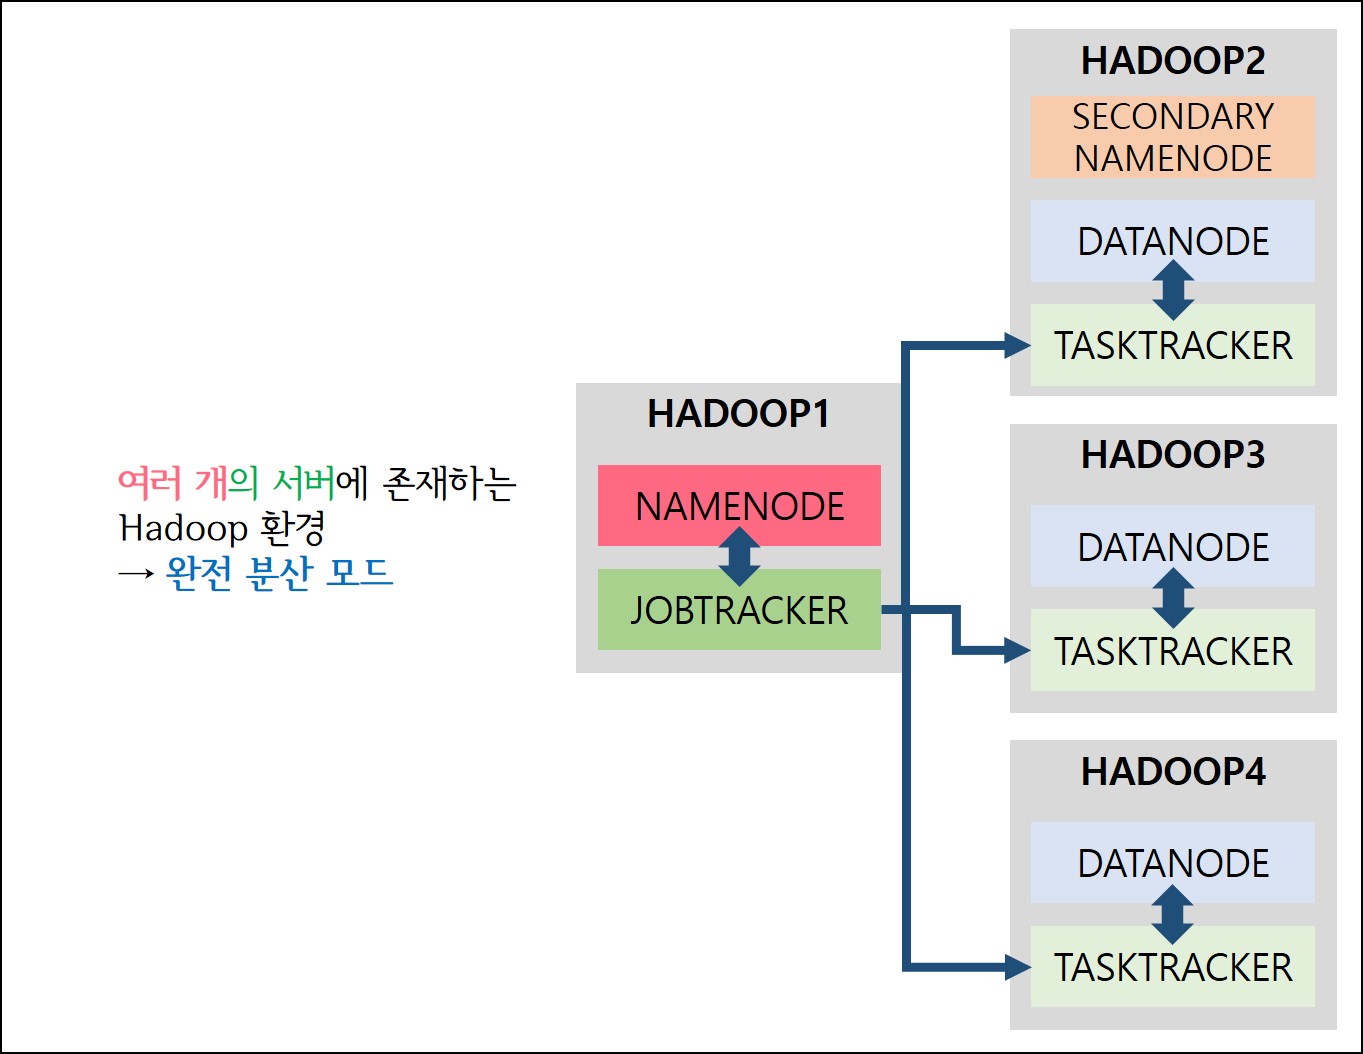 여러 개의 서버에 존재하는
Hadoop 환경
→ 완전 분산 모드
HADOOP1
NAMENODE
JOBTRACKER
HADOOP2
SECONDARY
NAMENODE
DATANODE
TASKTRACKER
HADOOP3
DATANODE
TASKTRACKER
HADOOP4
DATANODE
TASKTRACKER